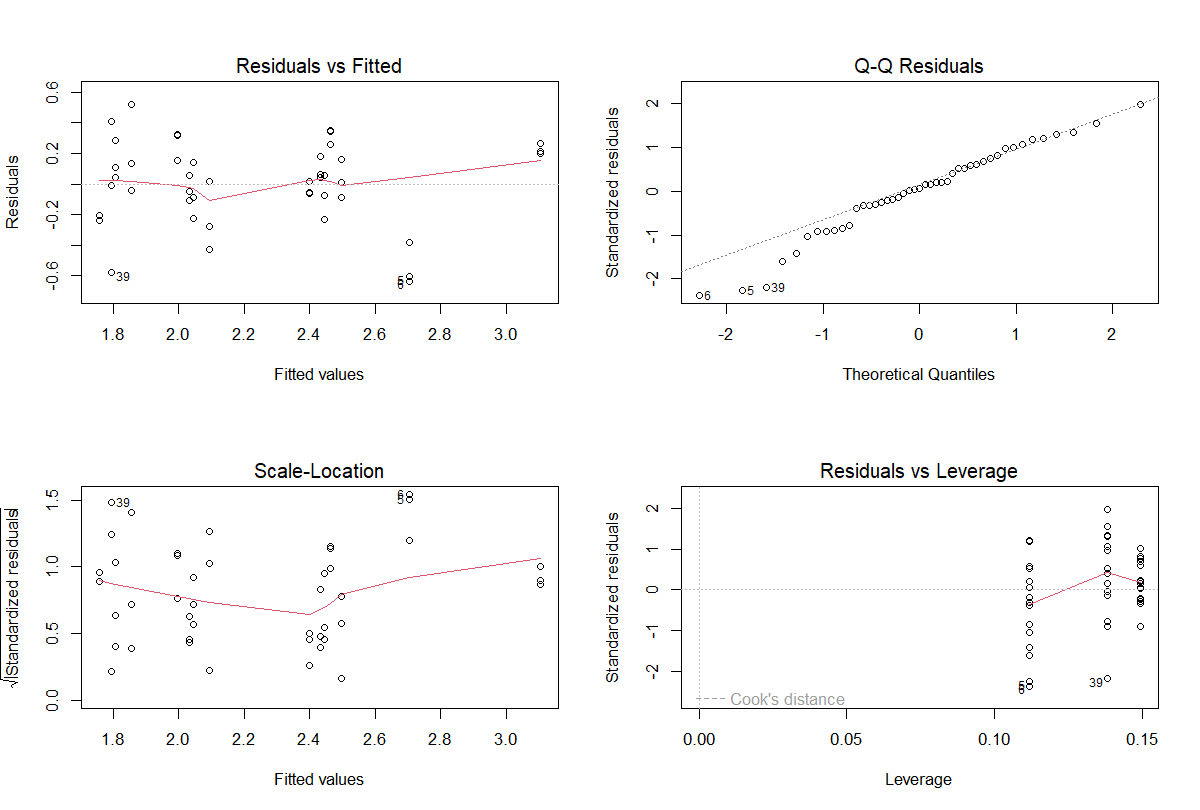 Residuals vs Fitted
Residuals
0.6
0.2
-0.2
-0.6
39
5
6
1.8 2.0 2.2 2.4 2.6 2.8 3.0
Fitted values
Q-Q Residuals
Standardized residuals
2
1
0
-1
-2
6
5
39
-2 -1 0 1 2
Theoretical Quantiles
Scale-Location
√|Standardized residuals|
1.5
1.0
0.5
0.0
39
6
5
1.8 2.0 2.2 2.4 2.6 2.8 3.0
Fitted values
Residuals vs Leverage
Standardized residuals
2
1
0
-1
-2
5
6
39
Cook's distance
0.00 0.05 0.10 0.15
Leverage